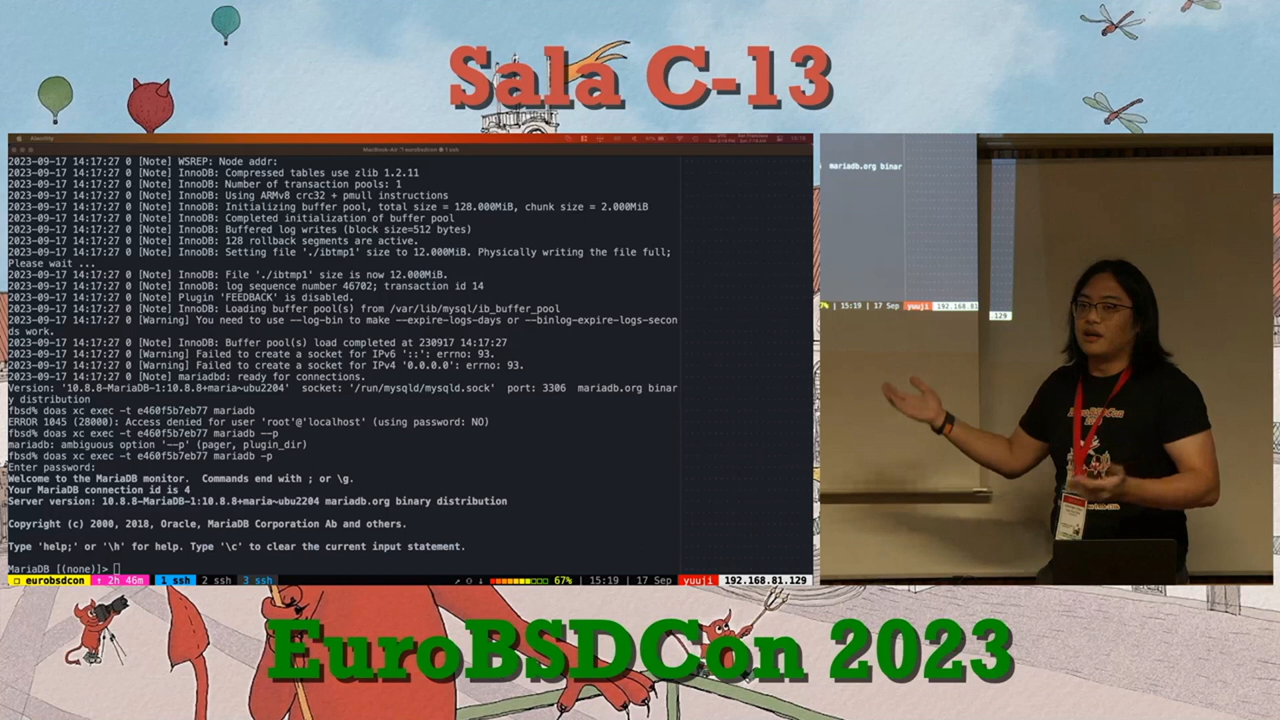 Sala C-13
Alacritty
MacBook-Air
2023-09-17 14:17:27 0 [Note] WSREP: Node addr:
2023-09-17 14:17:27 0 [Note] InnoDB: Compressed tables use zlib 1.2.11
2023-09-17 14:17:27 0 [Note] InnoDB: Number of transaction pools: 1
2023-09-17 14:17:27 0 [Note] InnoDB: Using ARMv8 crc32 + pmull instructions
2023-09-17 14:17:27 0 [Note] InnoDB: Initializing buffer pool, total size = 128.000MiB, chunk size = 2.000MiB
2023-09-17 14:17:27 0 [Note] InnoDB: Completed initialization of buffer pool
2023-09-17 14:17:27 0 [Note] InnoDB: Buffered log writes (block size=512 bytes)
2023-09-17 14:17:27 0 [Note] InnoDB: 128 rollback segments are active.
2023-09-17 14:17:27 0 [Note] InnoDB: Setting file './ibtmp1' size to 12.000MiB. Physically writing the file full;
Please wait ...
2023-09-17 14:17:27 0 [Note] InnoDB: File './ibtmp1' size is now 12.000MiB.
2023-09-17 14:17:27 0 [Note] InnoDB: log sequence number 46702; transaction id 14
2023-09-17 14:17:27 0 [Note] Plugin 'FEEDBACK' is disabled.
2023-09-17 14:17:27 0 [Note] InnoDB: Loading buffer pool(s) from /var/lib/mysql/ib_buffer_pool
2023-09-17 14:17:27 0 [Warning] You need to use --log-bin to make --expire-logs-days or --binlog-expire-logs-secon
ds work.
2023-09-17 14:17:27 0 [Note] InnoDB: Buffer pool(s) load completed at 230917 14:17:27
2023-09-17 14:17:27 0 [Warning] Failed to create a socket for IPv6 '::': errno: 93.
2023-09-17 14:17:27 0 [Warning] Failed to create a socket for IPv4 '0.0.0.0': errno: 93.
2023-09-17 14:17:27 0 [Note] mariadbd: ready for connections.
Version: '10.8.8-MariaDB-1:10.8.8+maria~ubu2204'  socket: '/run/mysqld/mysqld.sock'  port: 3306  mariadb.org binar
y distribution
fbsd% doas xc exec -t e460f5b7eb77 mariadb
ERROR 1045 (28000): Access denied for user 'root'@'localhost' (using password: NO)
fbsd% doas xc exec -t e460f5b7eb77 mariadb --p
mariadb: ambiguous option '--p' (pager, plugin_dir)
fbsd% doas xc exec -t e460f5b7eb77 mariadb -p
Enter password:
Welcome to the MariaDB monitor.  Commands end with ; or \g.
Your MariaDB connection id is 4
Server version: 10.8.8-MariaDB-1:10.8.8+maria~ubu2204 mariadb.org binary distribution
Copyright (c) 2000, 2018, Oracle, MariaDB Corporation Ab and others.
Type 'help;' or '\h' for help. Type '\c' to clear the current input statement.
MariaDB [(none)]>
eurobsdcon ↑ 2h 46m 1 ssh 2 ssh 3 ssh 67% | 15:19 | 17 Sep yuuji 192.168.81.129
mariadb.org binar
7% | 15:19 | 17 Sep yuuji 192.168.81
.129
EuroBSDCon
2023
EuroBSDCon 2023